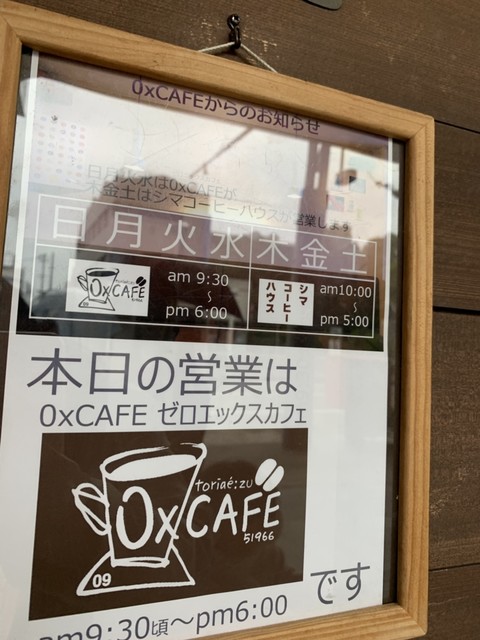 0xCAFEからのお知らせ
日月火水は0xCAFEが
木金土はシマコーヒーハウスが営業します
日月火水木金土
0xCAFE
am 9:30
～
pm 6:00
シマ
コーヒー
ハウス
am10:00
～
pm 5:00
本日の営業は
0xCAFE ゼロエックスカフェ
toriaé:zu
0xCAFE
51966
09
です
am9:30頃～pm6:00